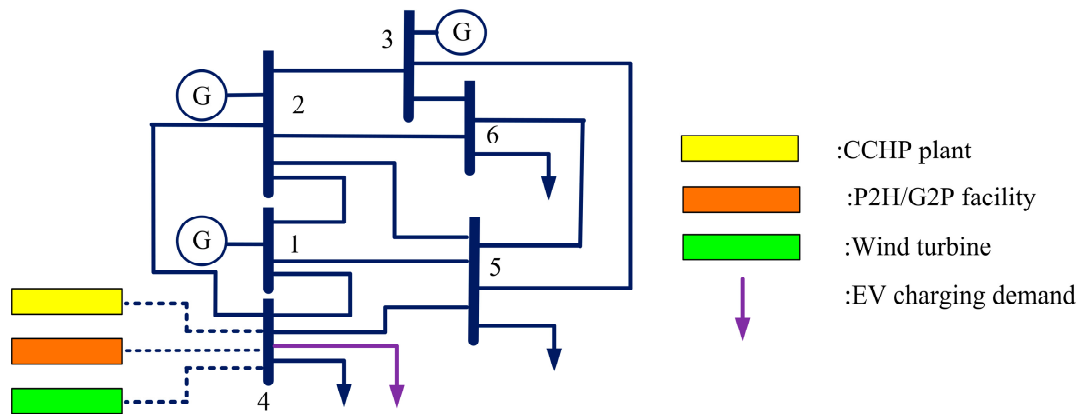 3
G
G
2
6
:CCHP plant
:P2H/G2P facility
G
1
:Wind turbine
5
:EV charging demand
4